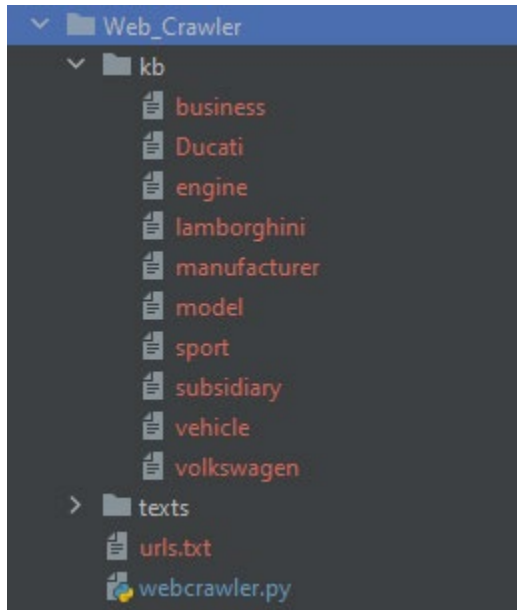 Web_Crawler
kb
business
Ducati
engine
lamborghini
manufacturer
model
sport
subsidiary
vehicle
volkswagen
texts
urls.txt
webcrawler.py